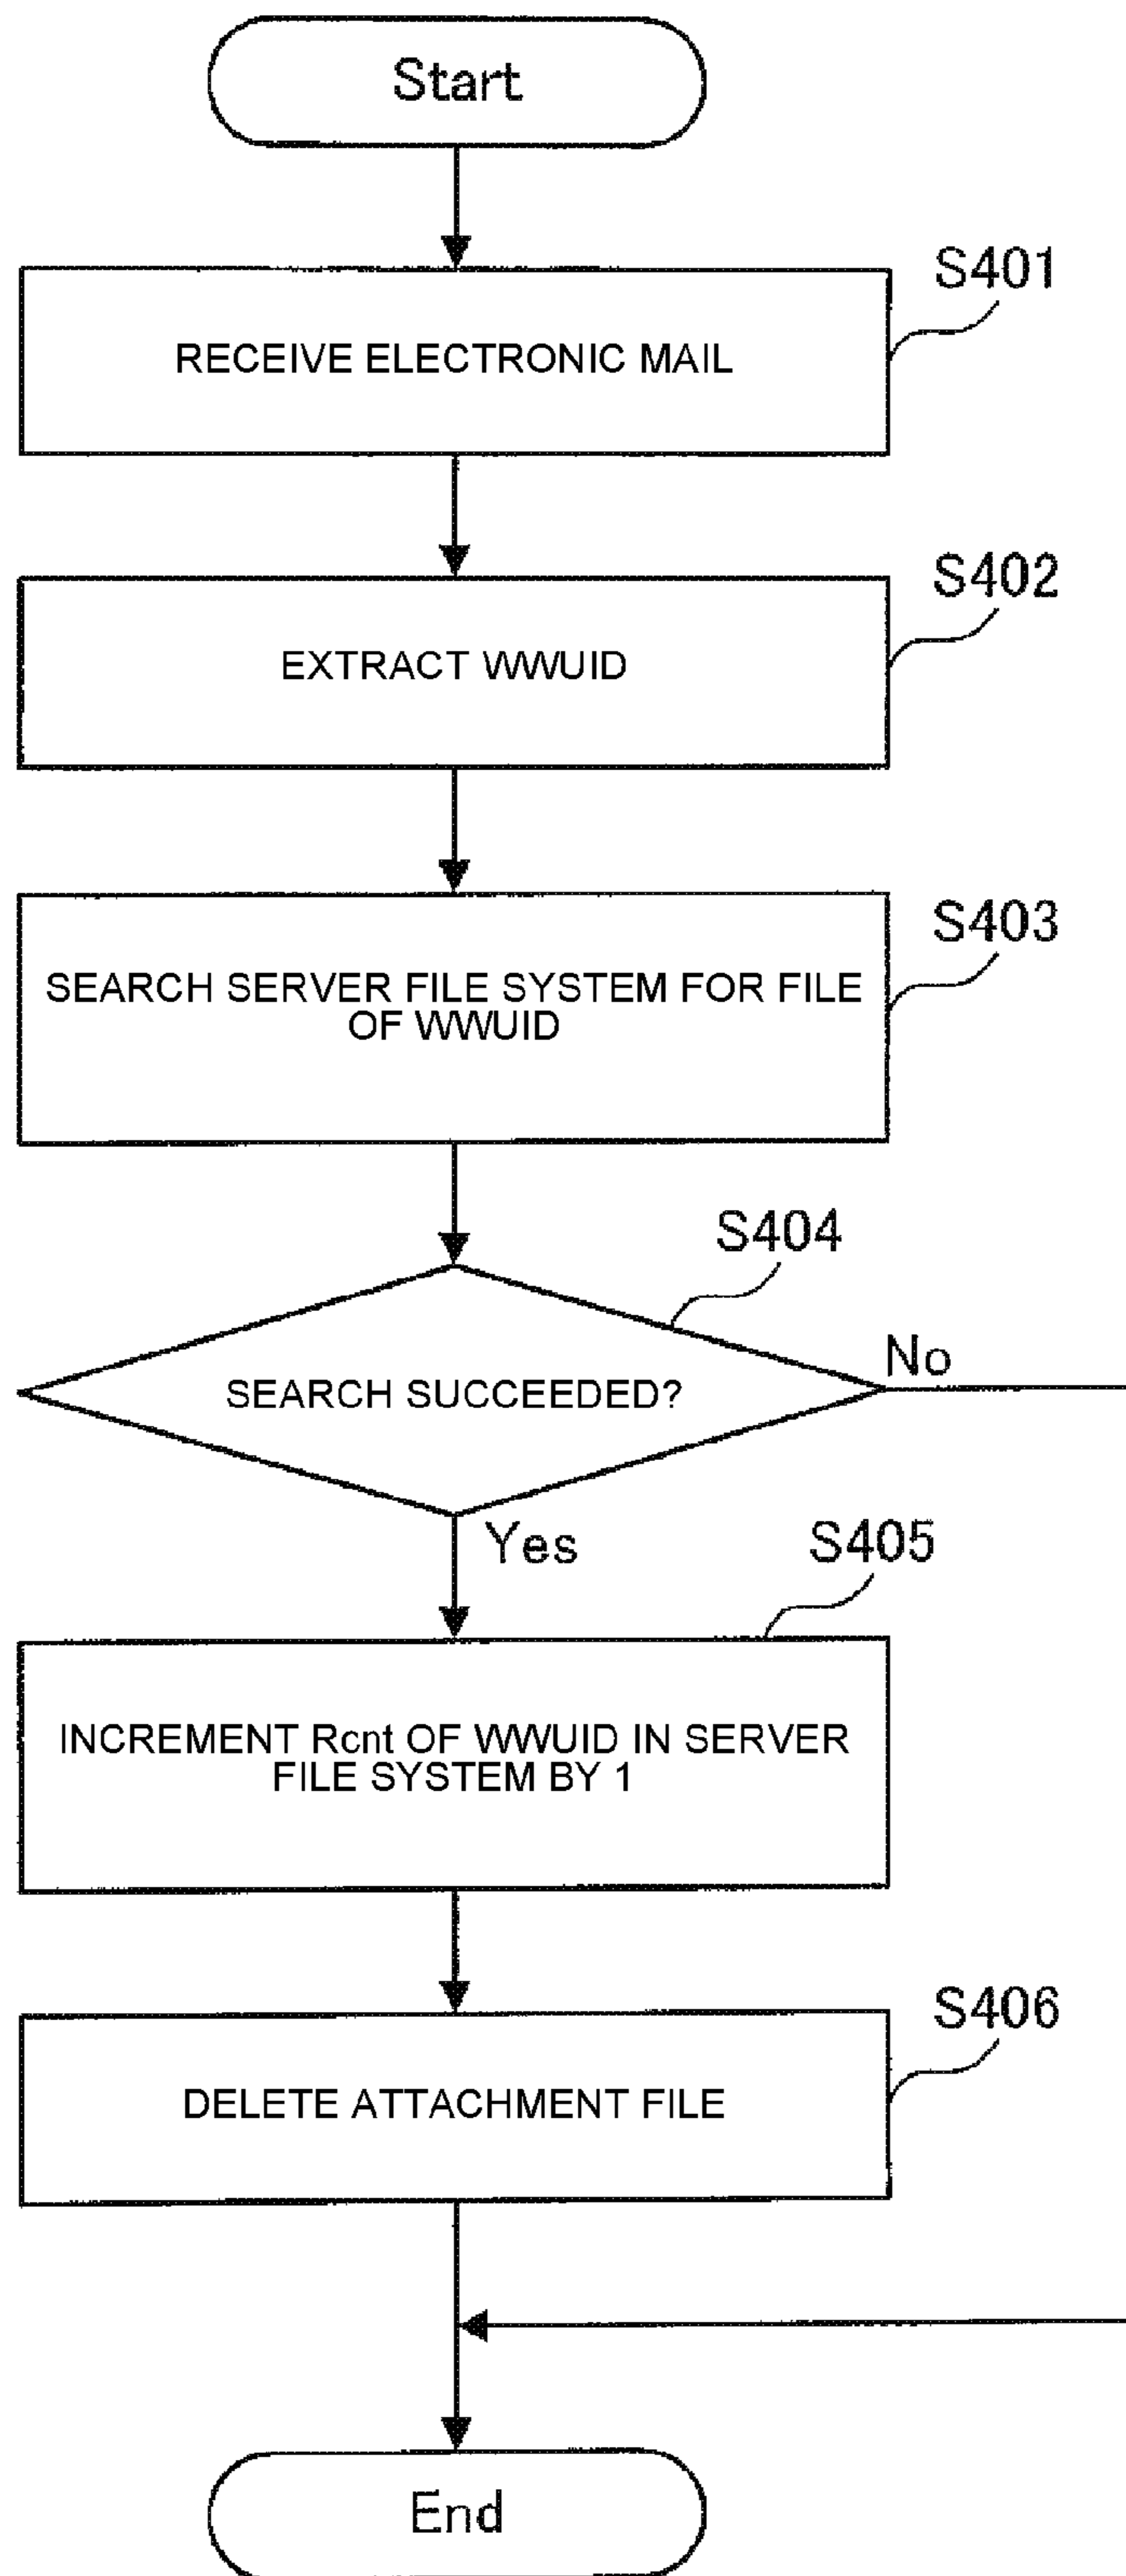 Start
S401
RECEIVE ELECTRONIC MAIL
S402
EXTRACT WWUID
S403
SEARCH SERVER FILE SYSTEM FOR FILE
OF WWUID
S404
No
SEARCH SUCCEEDED?
Yes
S405
INCREMENT Rcnt OF WWUID IN SERVER
FILE SYSTEM BY 1
S406
DELETE ATTACHMENT FILE
End